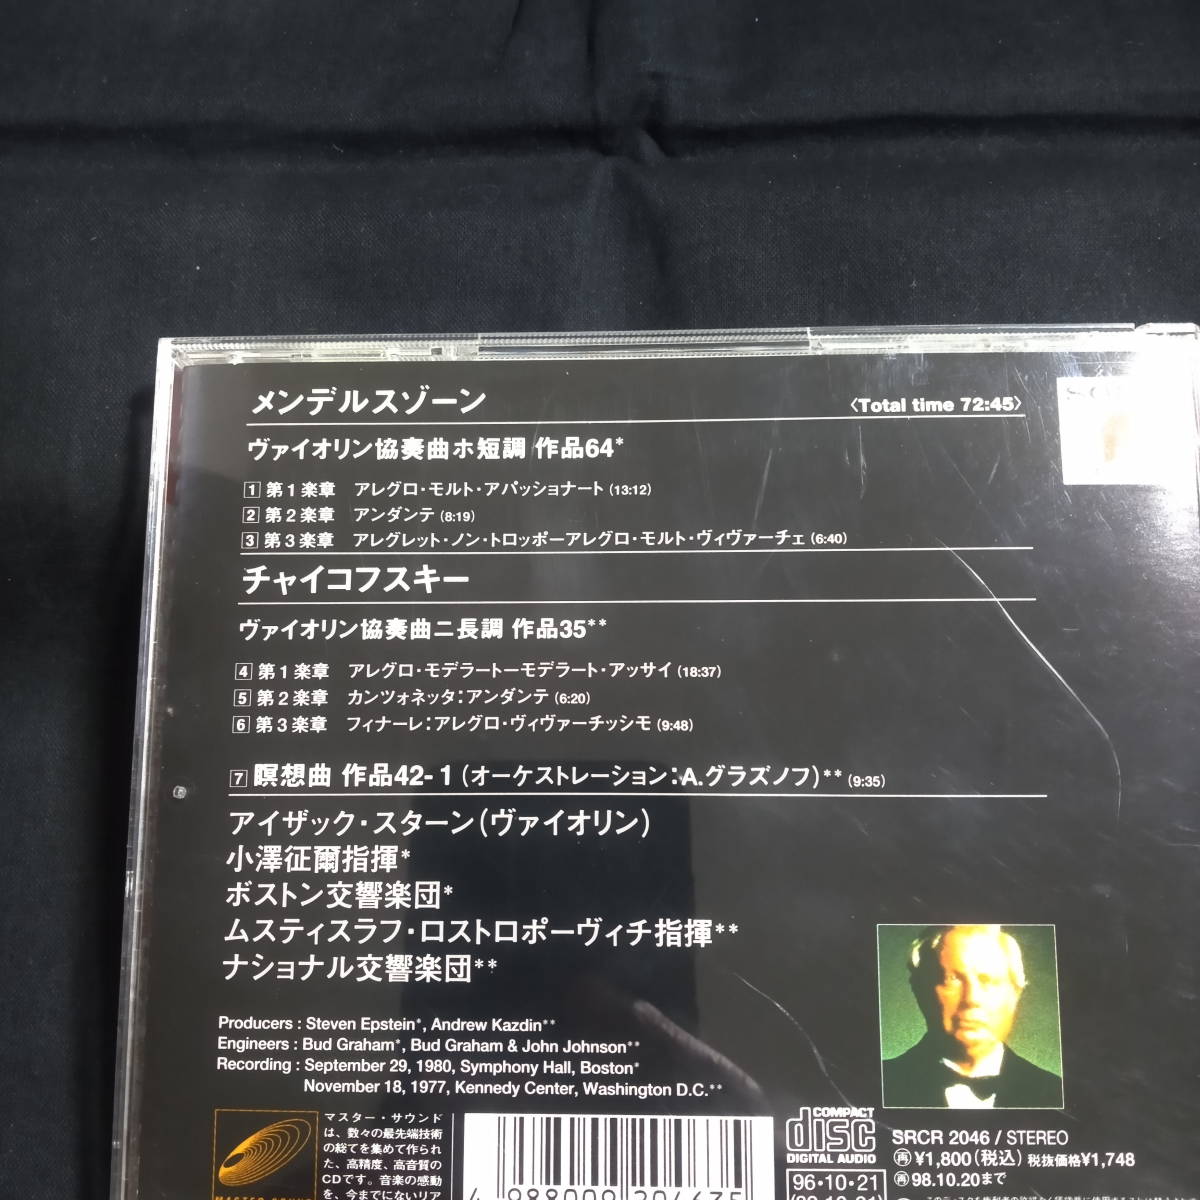 メンデルスゾーン
〈Total time 72:45〉
ヴァイオリン協奏曲ホ短調 作品64*
1 第1楽章 アレグロ・モルト・アパッショナート (13:12)
2 第2楽章 アンダンテ (8:19)
3 第3楽章 アレグレット・ノン・トロッポーアレグロ・モルト・ヴィヴァーチェ (6:40)
チャイコフスキー
ヴァイオリン協奏曲ニ長調 作品35**
4 第1楽章 アレグロ・モデラートーモデラート・アッサイ (18:37)
5 第2楽章 カンツォネッタ:アンダンテ (6:20)
6 第3楽章 フィナーレ:アレグロ・ヴィヴァーチッシモ (9:48)
7 瞑想曲 作品42-1 (オーケストレーション:A.グラズノフ)** (9:35)
アイザック・スターン(ヴァイオリン)
小澤征爾指揮*
ボストン交響楽団*
ムスティスラフ・ロストロポーヴィチ指揮**
ナショナル交響楽団**
Producers : Steven Epstein*, Andrew Kazdin**
Engineers : Bud Graham*, Bud Graham & John Johnson**
Recording : September 29, 1980, Symphony Hall, Boston*
November 18, 1977, Kennedy Center, Washington D.C.**
マスター・サウンド
は、数々の最先端技術
の総てを集めて作られ
た、高精度、高音質の
CDです。音楽の感動
を、今までにないリア
COMPACT
disc
DIGITAL AUDIO
SRCR 2046 / STEREO
再 ¥1,800(税込) 税抜価格¥1,748
96・10・21
再 98.10.20まで
4 988009 204635